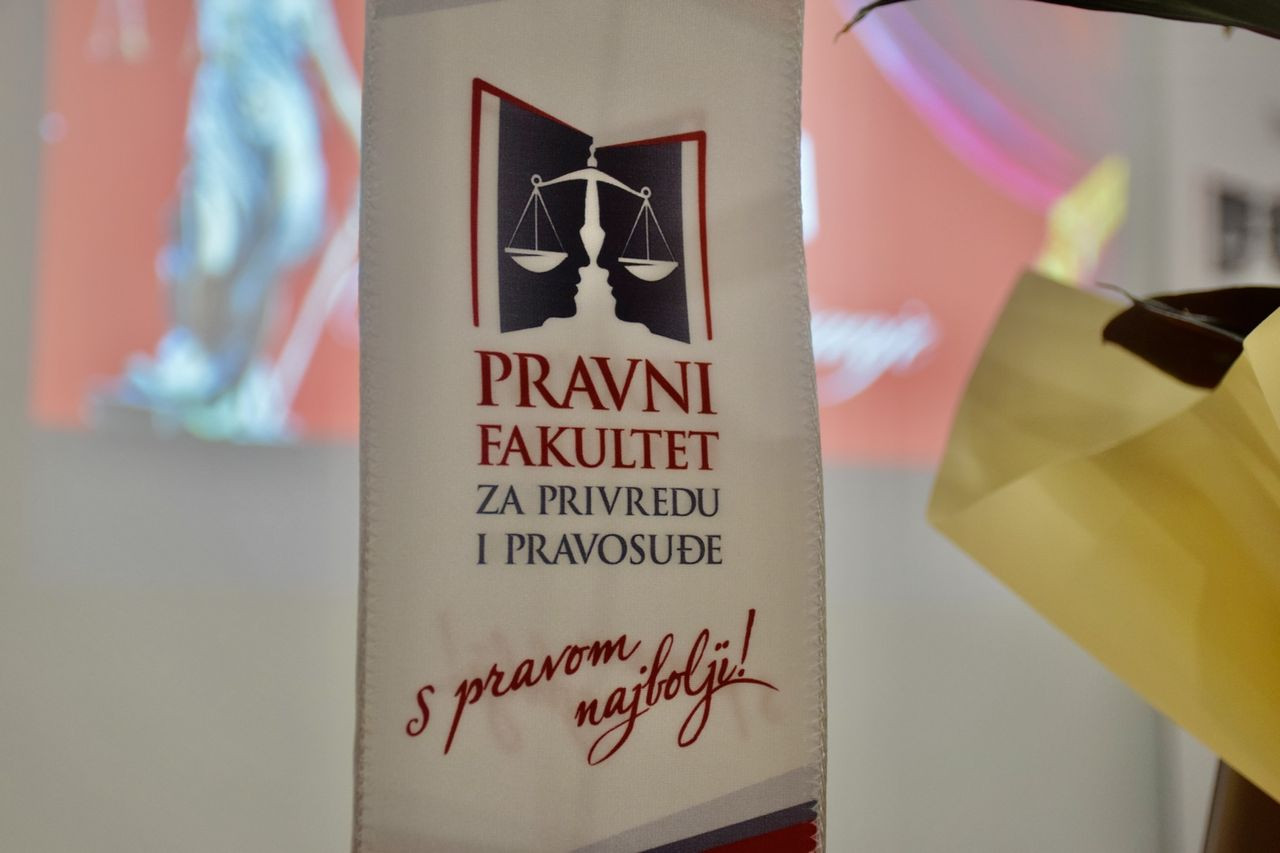 PRAVNI
FAKULTET
ZA PRIVREDU
I PRAVOSUĐE
s pravom
najbolji!